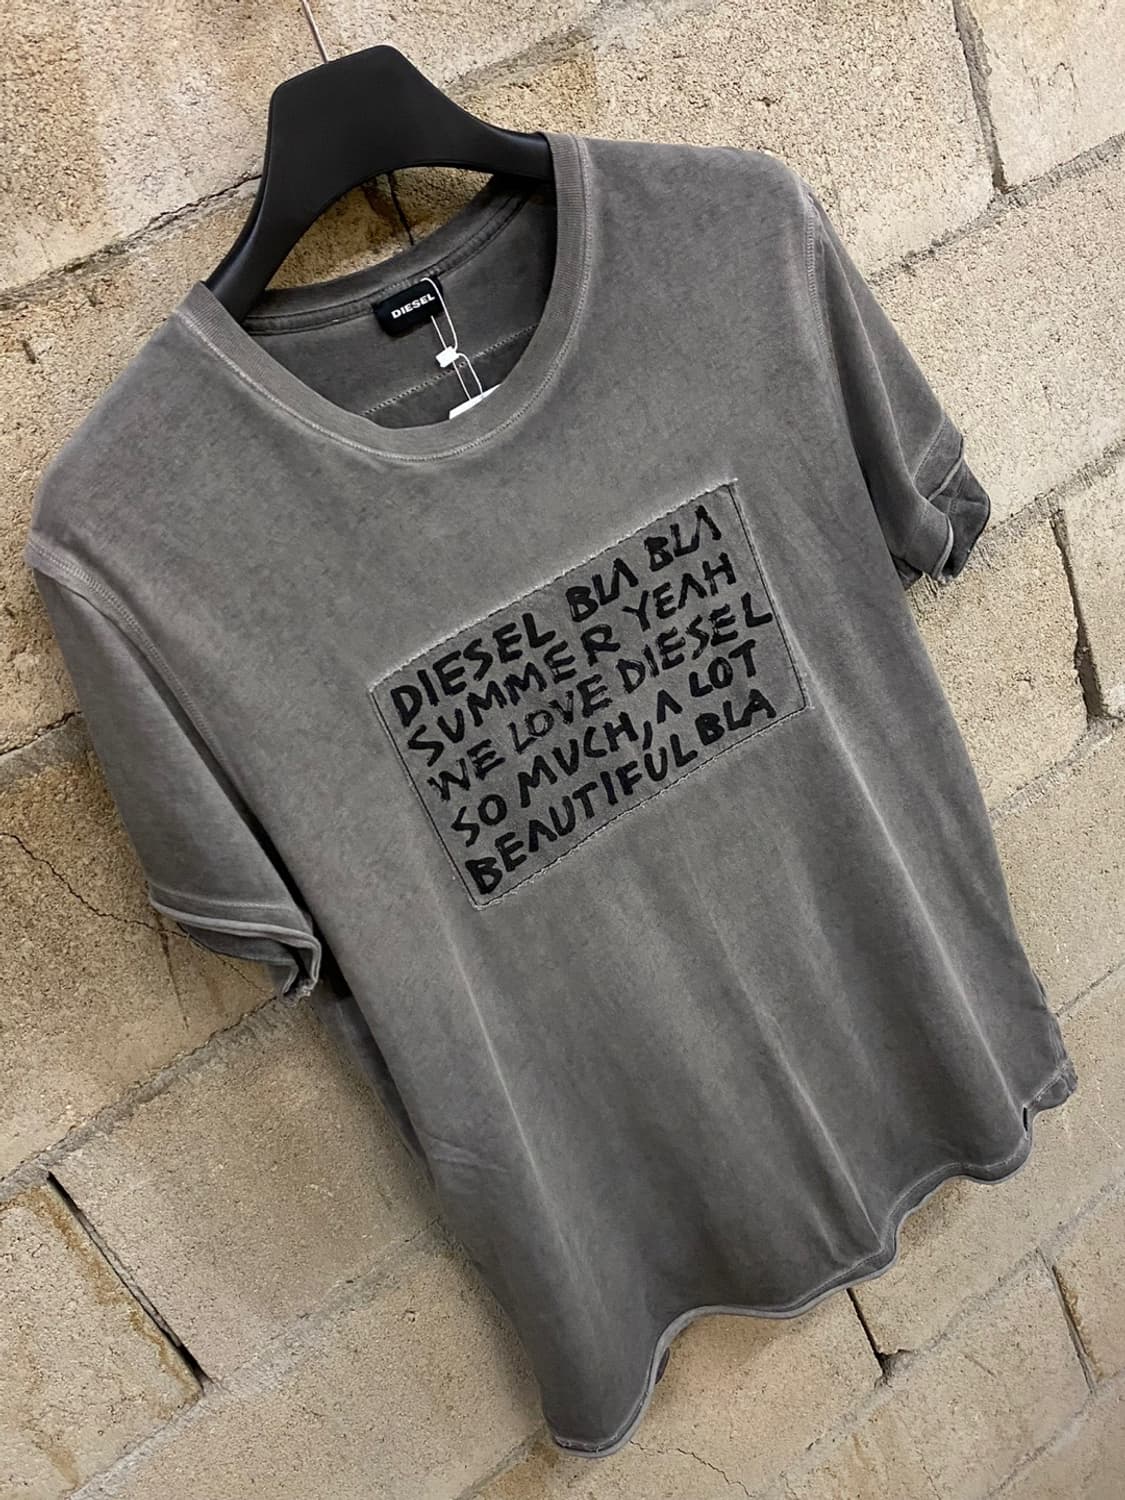 DIESEL
DIESEL BLA BLA
SUMMER YEAH
WE LOVE DIESEL
SO MUCH, A LOT
BEAUTIFUL BLA